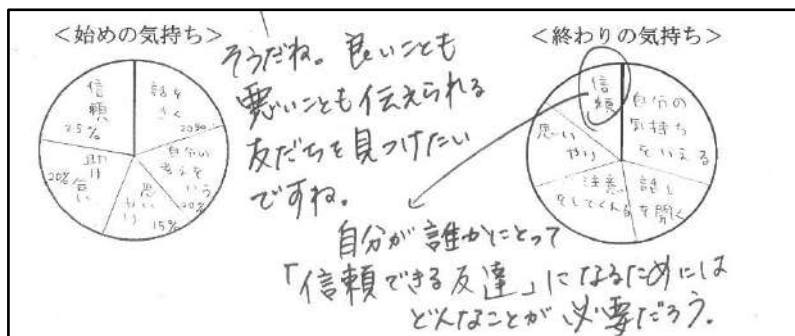 <始めの気持ち>
信頼
25%
話を
きく
20%
自分の
考えを
いう
20%
思い
やり
15%
助け
合い
20%
そうだね。良いことも
悪いことも伝えられる
友だちを見つけたい
ですね。
<終わりの気持ち>
信頼
自分の
気持ち
をいえる
話し
を聞く
注意
をしてくれる
思い
やり
自分が誰かにとって
「信頼できる友達」になるためには
どんなことが必要だろう。